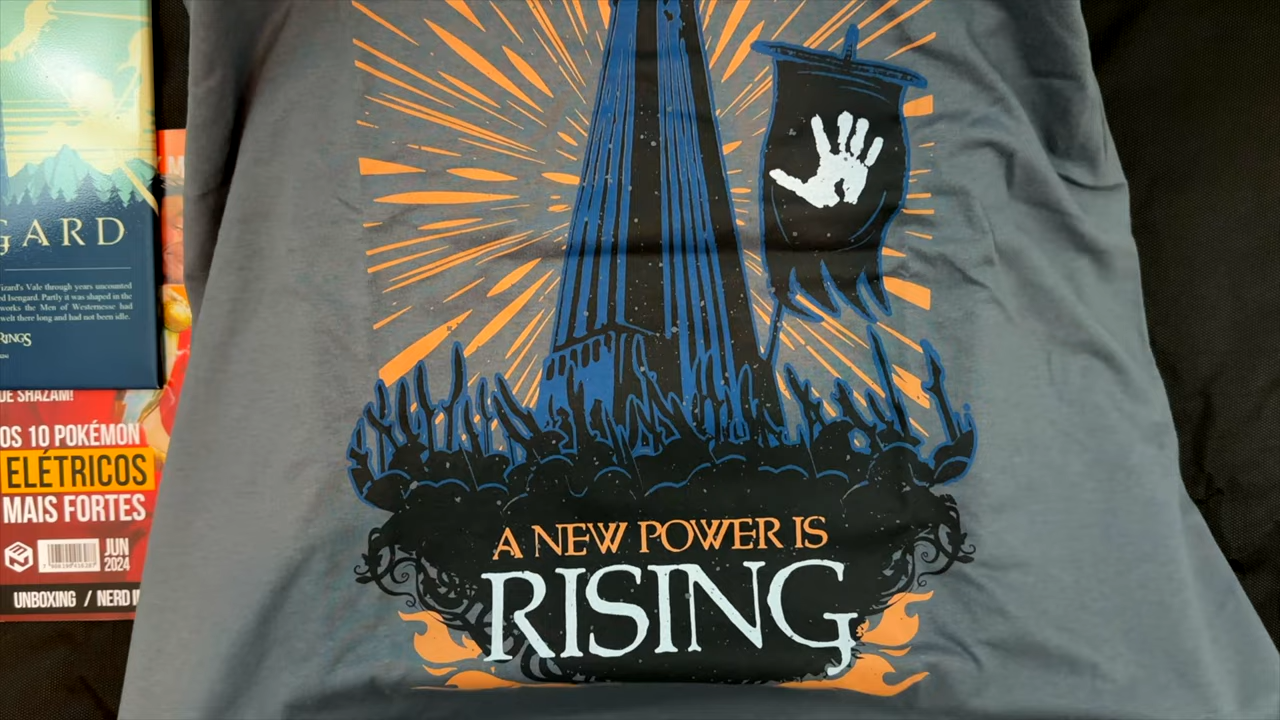 GARD
izard's Vale through years uncounted
ed Isengard. Partly it was shaped in the
works the Men of Westernesse had
welt there long and had not been idle.
RINGS
DE SHAZAM!
OS 10 POKÉMON
ELÉTRICOS
MAIS FORTES
JUN
2024
UNBOXING / NERD
A NEW POWER IS
RISING